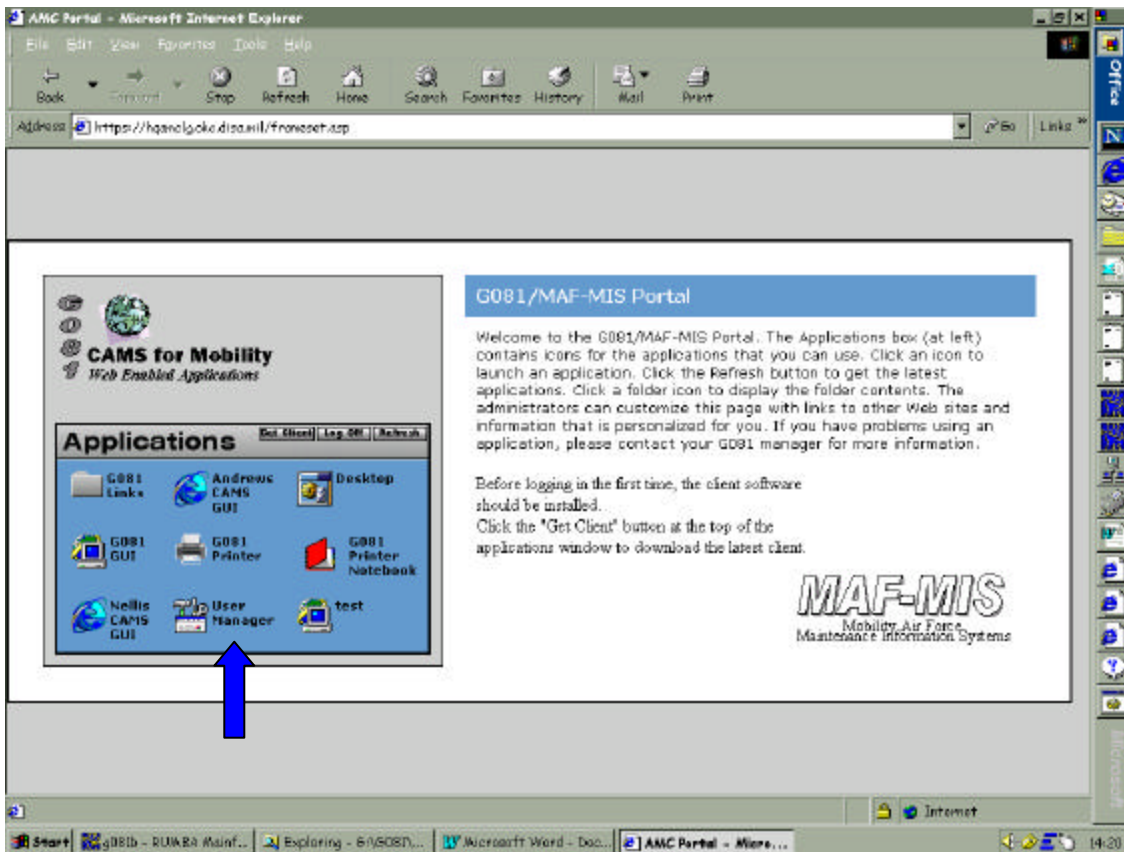 AMC Portal - Microsoft Internet Explorer
File Edit View Favorites Tools Help
Back Forward Stop Refresh Home Search Favorites History Mail Print
Address Go Links »
Office
G081
CAMS for Mobility
Web Enabled Applications
Applications Get Client Log Off Refresh
G081 Links
Andrews CAMS GUI
Desktop
G081 GUI
G081 Printer
G081 Printer Notebook
Nellis CAMS GUI
User Manager
test
G081/MAF-MIS Portal
Welcome to the G081/MAF-MIS Portal. The Applications box (at left)
contains icons for the applications that you can use. Click an icon to
launch an application. Click the Refresh button to get the latest
applications. Click a folder icon to display the folder contents. The
administrators can customize this page with links to other Web sites and
information that is personalized for you. If you have problems using an
application, please contact your G081 manager for more information.
Before logging in the first time, the client software
should be installed.
Click the "Get Client" button at the top of the
applications window to download the latest client.
MAF-MIS
Mobility Air Force
Maintenance Information Systems
Microsoft
Internet
Start Exploring - Microsoft Word - Doc... AMC Portal - Micro... 14:20